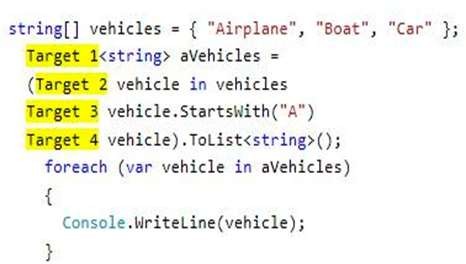 string[] vehicles = { "Airplane", "Boat", "Car" };
Target 1<string> aVehicles =
(Target 2 vehicle in vehicles
Target 3 vehicle.StartsWith("A")
Target 4 vehicle).ToList<string>();
foreach (var vehicle in aVehicles)
{
Console.WriteLine(vehicle);
}